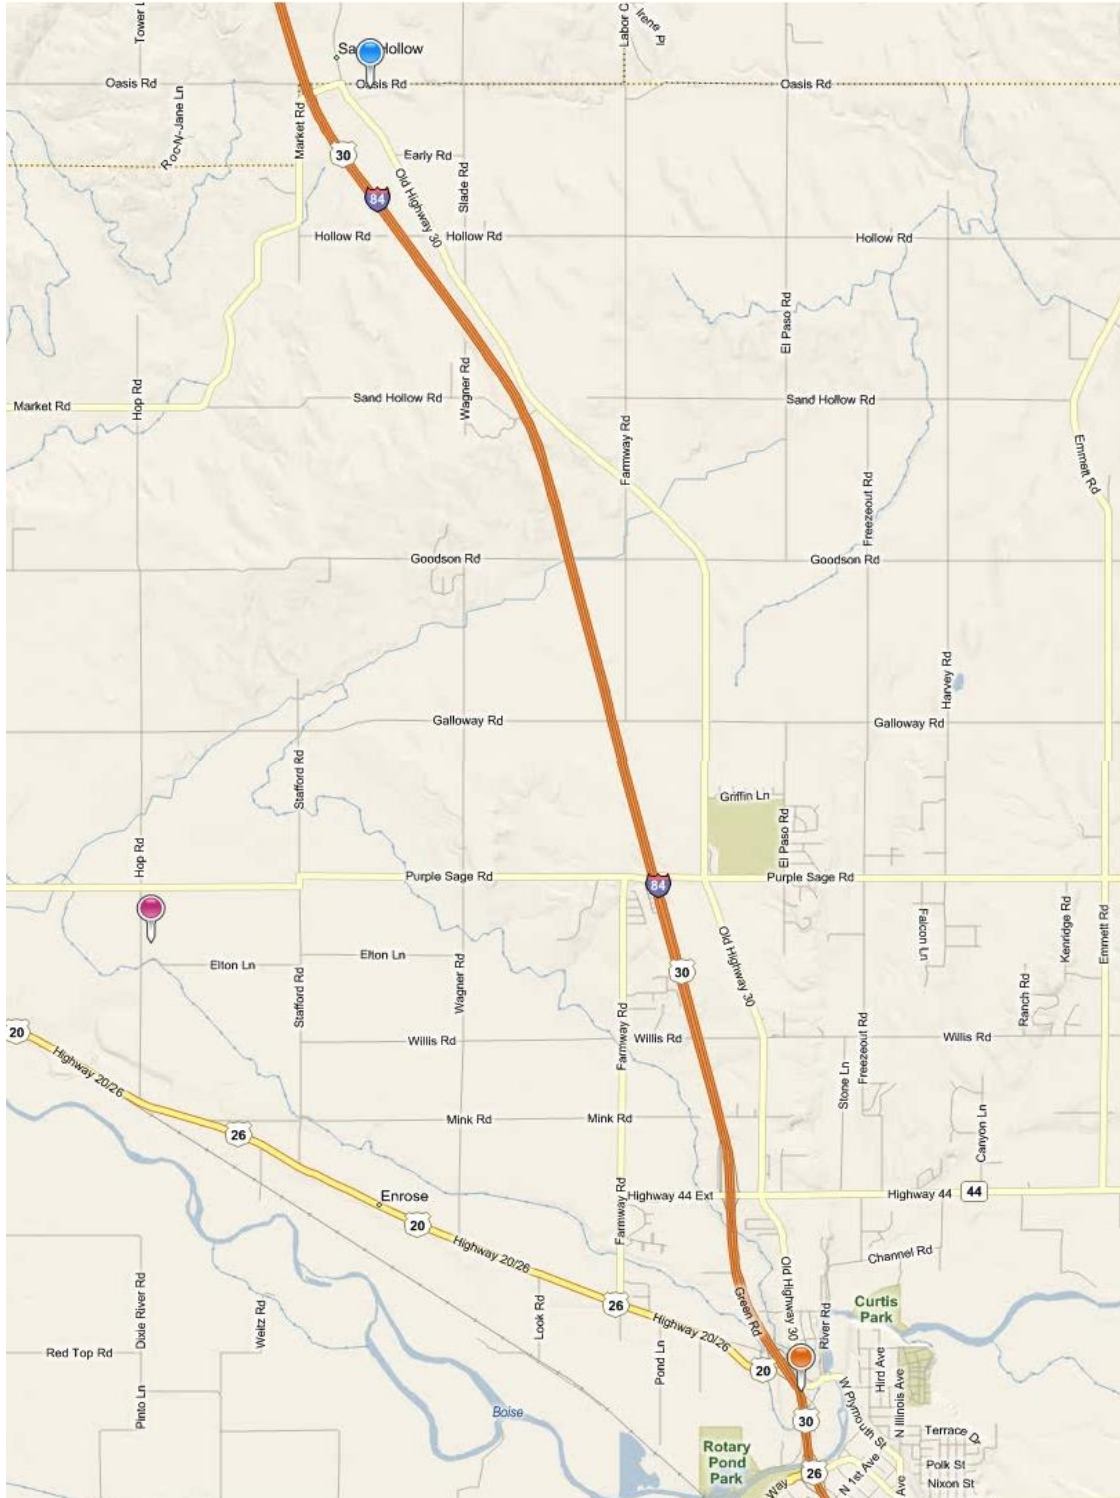 Tower L
Labor C
Irene Pl
Sa
Hollow
Oasis Rd
Oasis Rd
Oasis Rd
Roc-N-Jane Ln
Market Rd
30
Early Rd
84
Old Highway 30
Slade Rd
Hollow Rd
Hollow Rd
Hollow Rd
El Paso Rd
Market Rd
Hop Rd
Sand Hollow Rd
Wagner Rd
Sand Hollow Rd
Farmway Rd
Emmett Rd
Freezeout Rd
Goodson Rd
Goodson Rd
Harvey Rd
Galloway Rd
Galloway Rd
Stafford Rd
Griffin Ln
El Paso Rd
Hop Rd
Purple Sage Rd
84
Purple Sage Rd
Falcon Ln
Kenridge Rd
Emmett Rd
Old Highway 30
Elton Ln
Elton Ln
30
Stafford Rd
Wagner Rd
Ranch Rd
20
Highway 20/26
Willis Rd
Farmway Rd
Willis Rd
Freezeout Rd
Willis Rd
Stone Ln
26
Mink Rd
Mink Rd
Canyon Ln
Enrose
20
Farmway Rd
Highway 44 Ext
Highway 44
44
Highway 20/26
Channel Rd
Old Highway 30
Dixie River Rd
Weitz Rd
Look Rd
26
Green Rd
Curtis
Park
River Rd
Highway 20/26
Red Top Rd
Pond Ln
20
Hird Ave
N Illinois Ave
Pinto Ln
Boise
30
W Plymouth St
Terrace Dr
Rotary
Pond
Park
Way
26
N 1st Ave
Ave
Polk St
Nixon St